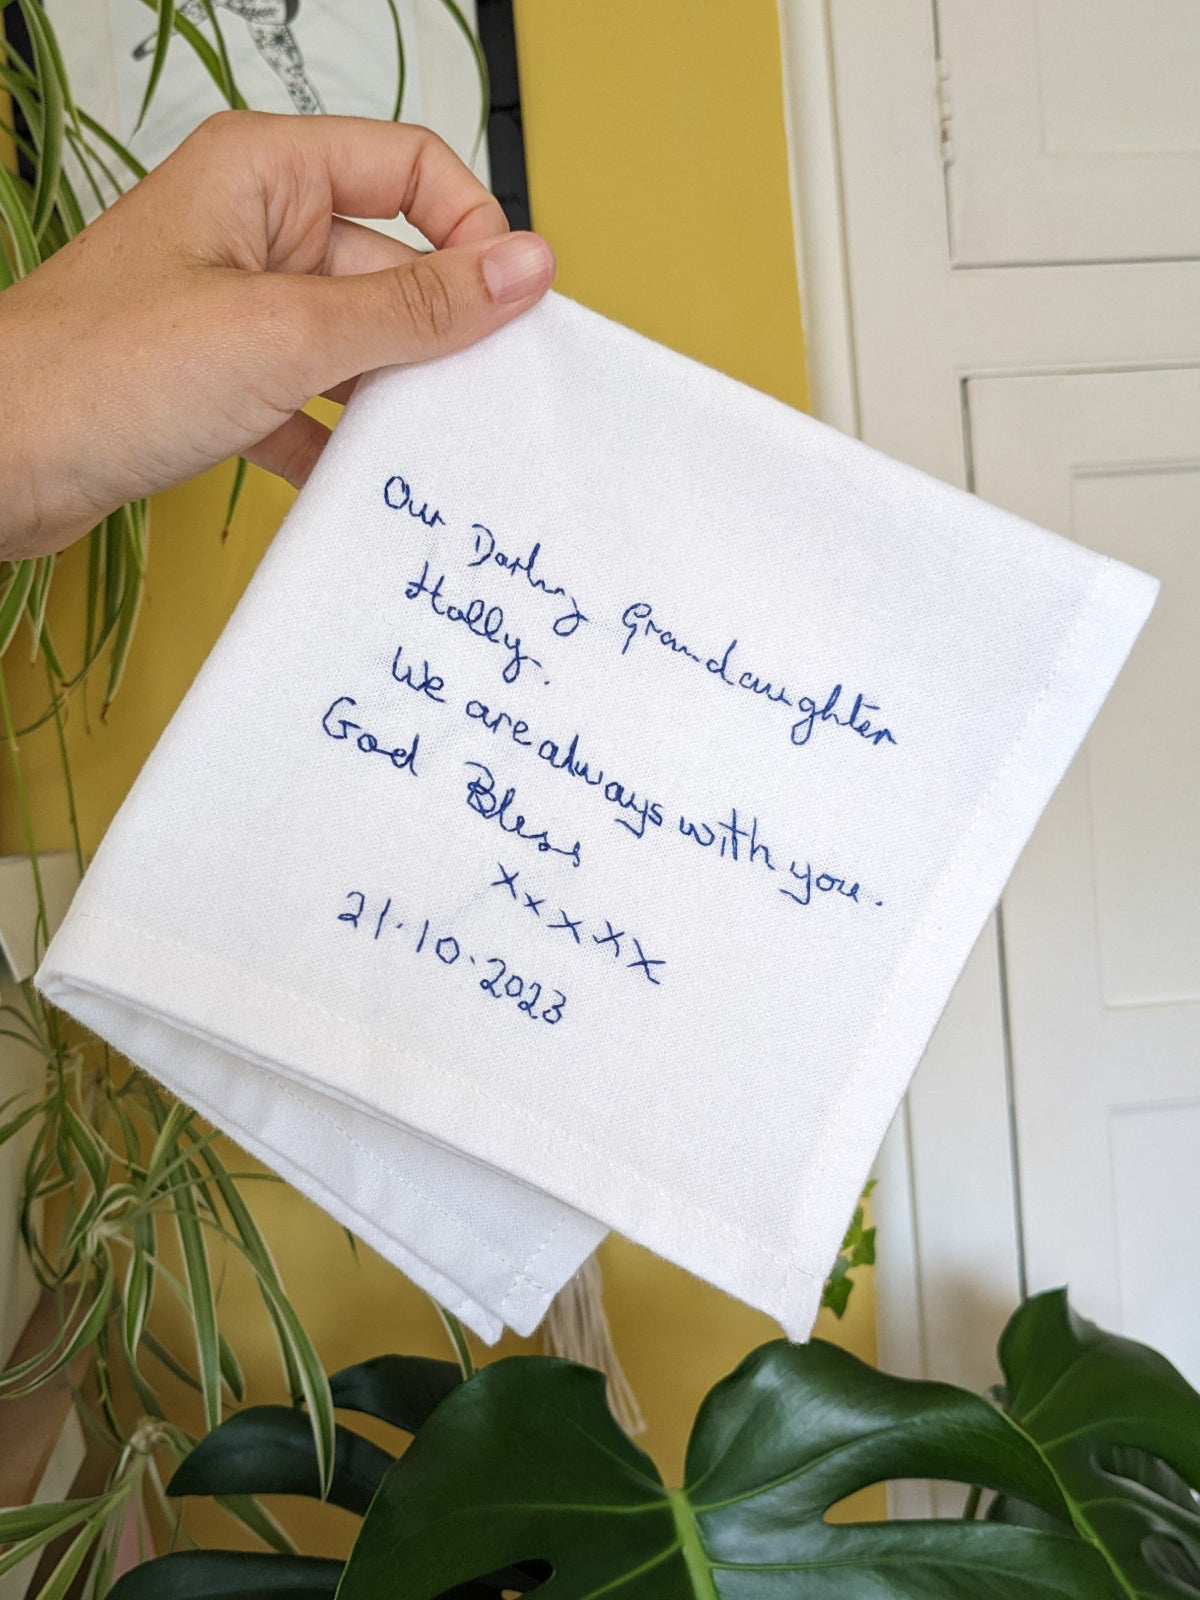 Our Darling Granddaughter
Holly.
We are always with you.
God Bless
xxxxx
21.10.2023